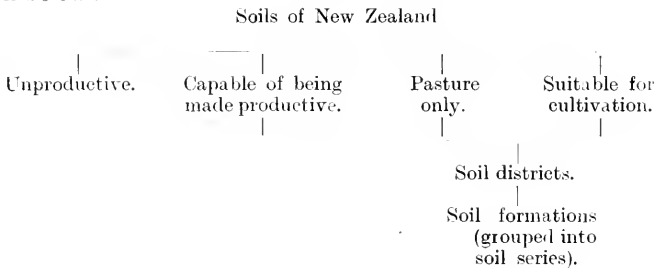 Soils of New Zealand
Unproductive. Capable of being Pasture Suitable for
made productive. only. cultivation.
Soil districts.
Soil formations
(grouped into
soil series).